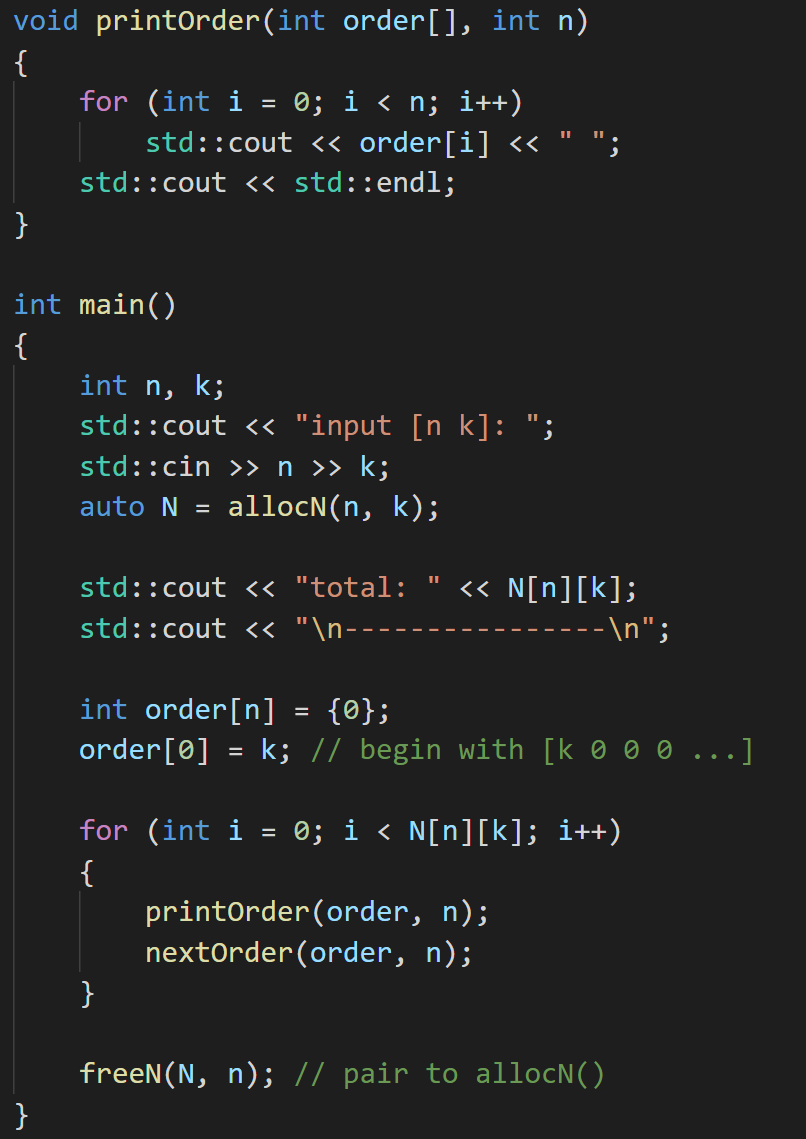 void printOrder(int order[], int n)
{
    for (int i = 0; i < n; i++)
        std::cout << order[i] << " ";
    std::cout << std::endl;
}

int main()
{
    int n, k;
    std::cout << "input [n k]: ";
    std::cin >> n >> k;
    auto N = allocN(n, k);

    std::cout << "total: " << N[n][k];
    std::cout << "\n----------------\n";

    int order[n] = {0};
    order[0] = k; // begin with [k 0 0 0 ...]

    for (int i = 0; i < N[n][k]; i++)
    {
        printOrder(order, n);
        nextOrder(order, n);
    }

    freeN(N, n); // pair to allocN()
}